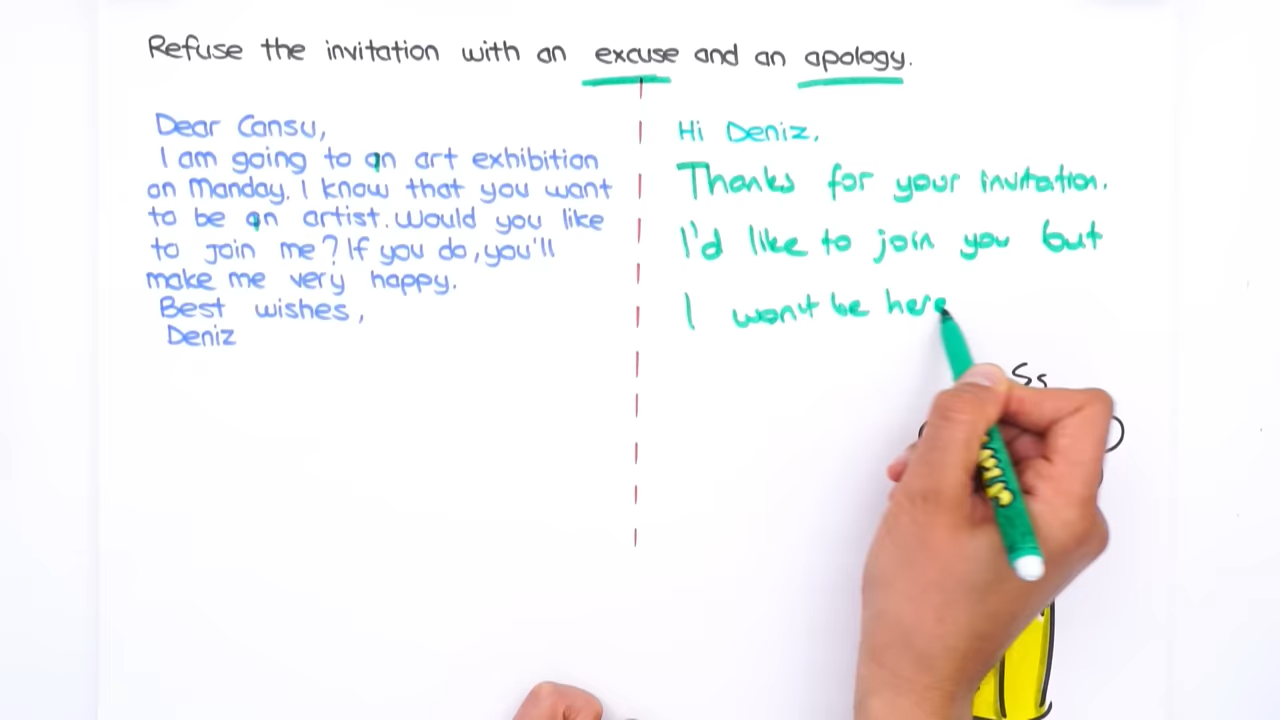 Refuse the invitation with an excuse and an apology.
Dear Cansu,
I am going to an art exhibition
on Monday. I know that you want
to be an artist. Would you like
to join me? If you do, you'll
make me very happy.
Best wishes,
Deniz
Hi Deniz,
Thanks for your invitation.
I'd like to join you but
I won't be here
Ss